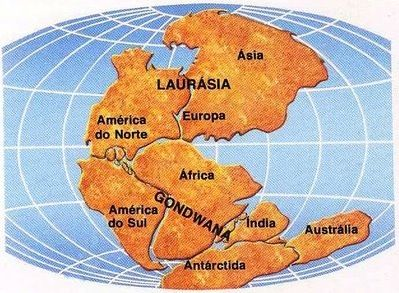 Ásia
LAURÁSIA
América
do Norte
Europa
África
GONDWANA
América
do Sul
Índia
Austrália
Antárctida